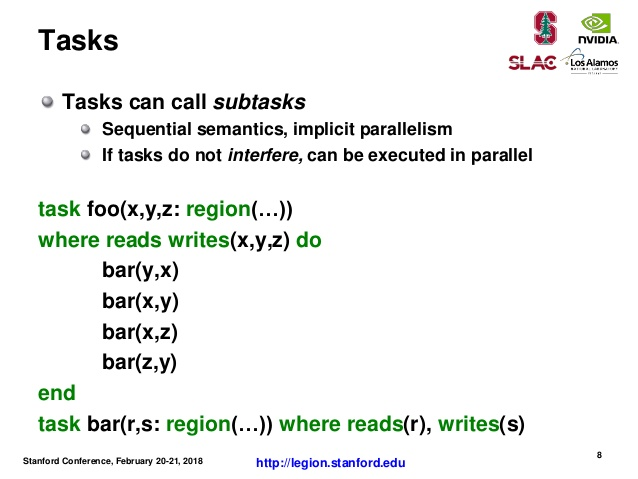 Tasks
NVIDIA.
SLAC
Los Alamos
NATIONAL LABORATORY
Tasks can call subtasks
Sequential semantics, implicit parallelism
If tasks do not interfere, can be executed in parallel
task foo(x,y,z: region(…))
where reads writes(x,y,z) do
bar(y,x)
bar(x,y)
bar(x,z)
bar(z,y)
end
task bar(r,s: region(…)) where reads(r), writes(s)
Stanford Conference, February 20-21, 2018
http://legion.stanford.edu
8